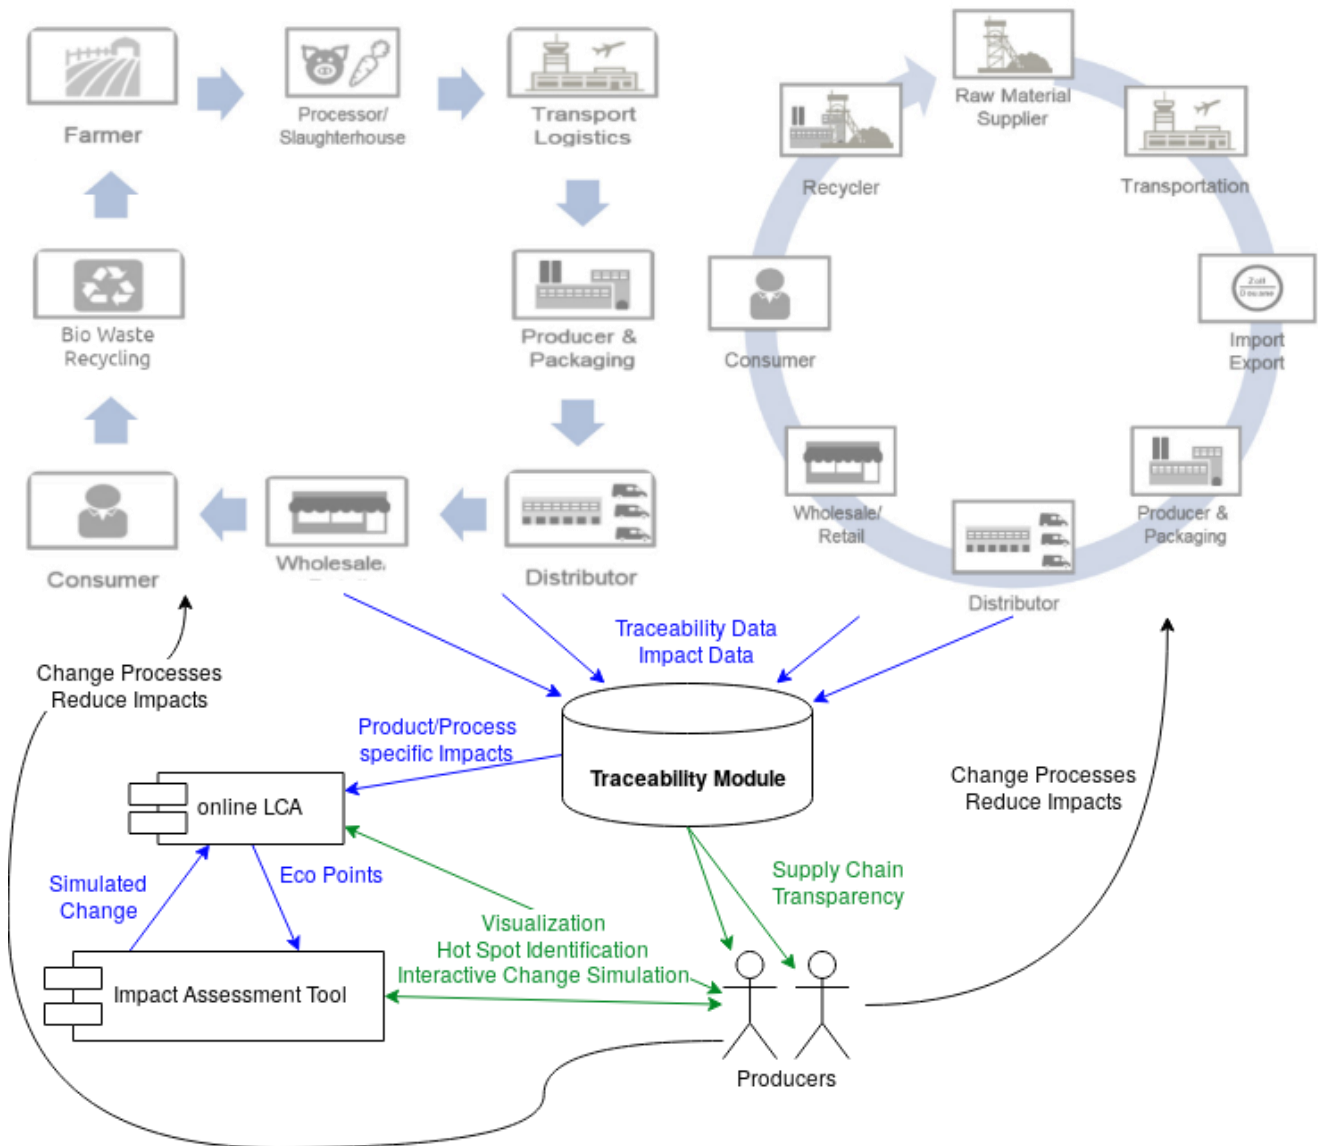 Farmer
Processor/
Slaughterhouse
Transport
Logistics
Bio Waste
Recycling
Producer &
Packaging
Consumer
Wholesale/
Distributor
Raw Material
Supplier
Recycler
Transportation
Consumer
Zoll
Douane
Import
Export
Wholesale/
Retail
Producer &
Packaging
Distributor
Traceability Data
Impact Data
Change Processes
Reduce Impacts
Product/Process
specific Impacts
Traceability Module
Change Processes
Reduce Impacts
online LCA
Simulated
Change
Eco Points
Supply Chain
Transparency
Visualization
Hot Spot Identification
Interactive Change Simulation
Impact Assessment Tool
Producers